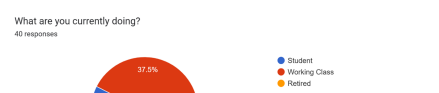 What are you currently doing?
40 responses
37.5%
Student
Working Class
Retired